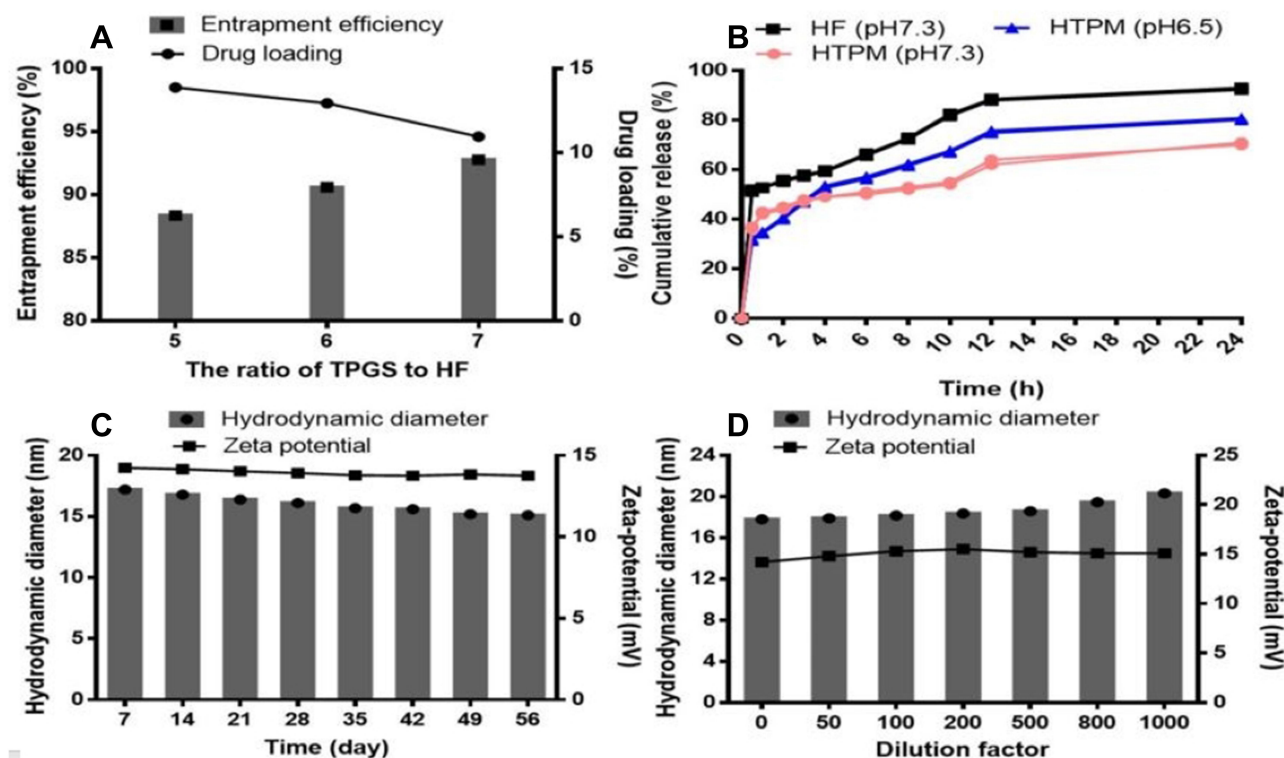 A
Entrapment efficiency
Drug loading
Entrapment efficiency (%)
100
95
90
85
80
15
10
5
0
Drug loading (%)
5 6 7
The ratio of TPGS to HF
B
HF (pH7.3)
HTPM (pH6.5)
HTPM (pH7.3)
Cumulative release (%)
100
80
60
40
20
0
0 2 4 6 8 10 12 14 16 18 20 22 24
Time (h)
C
Hydrodynamic diameter
Zeta potential
Hydrodynamic diameter (nm)
20
15
10
5
0
15
10
5
0
Zeta-potential (mV)
7 14 21 28 35 42 49 56
Time (day)
D
Hydrodynamic diameter
Zeta potential
Hydrodynamic diameter (nm)
24
20
16
12
8
4
0
25
20
15
10
5
0
Zeta-potential (mV)
0 50 100 200 500 800 1000
Dilution factor